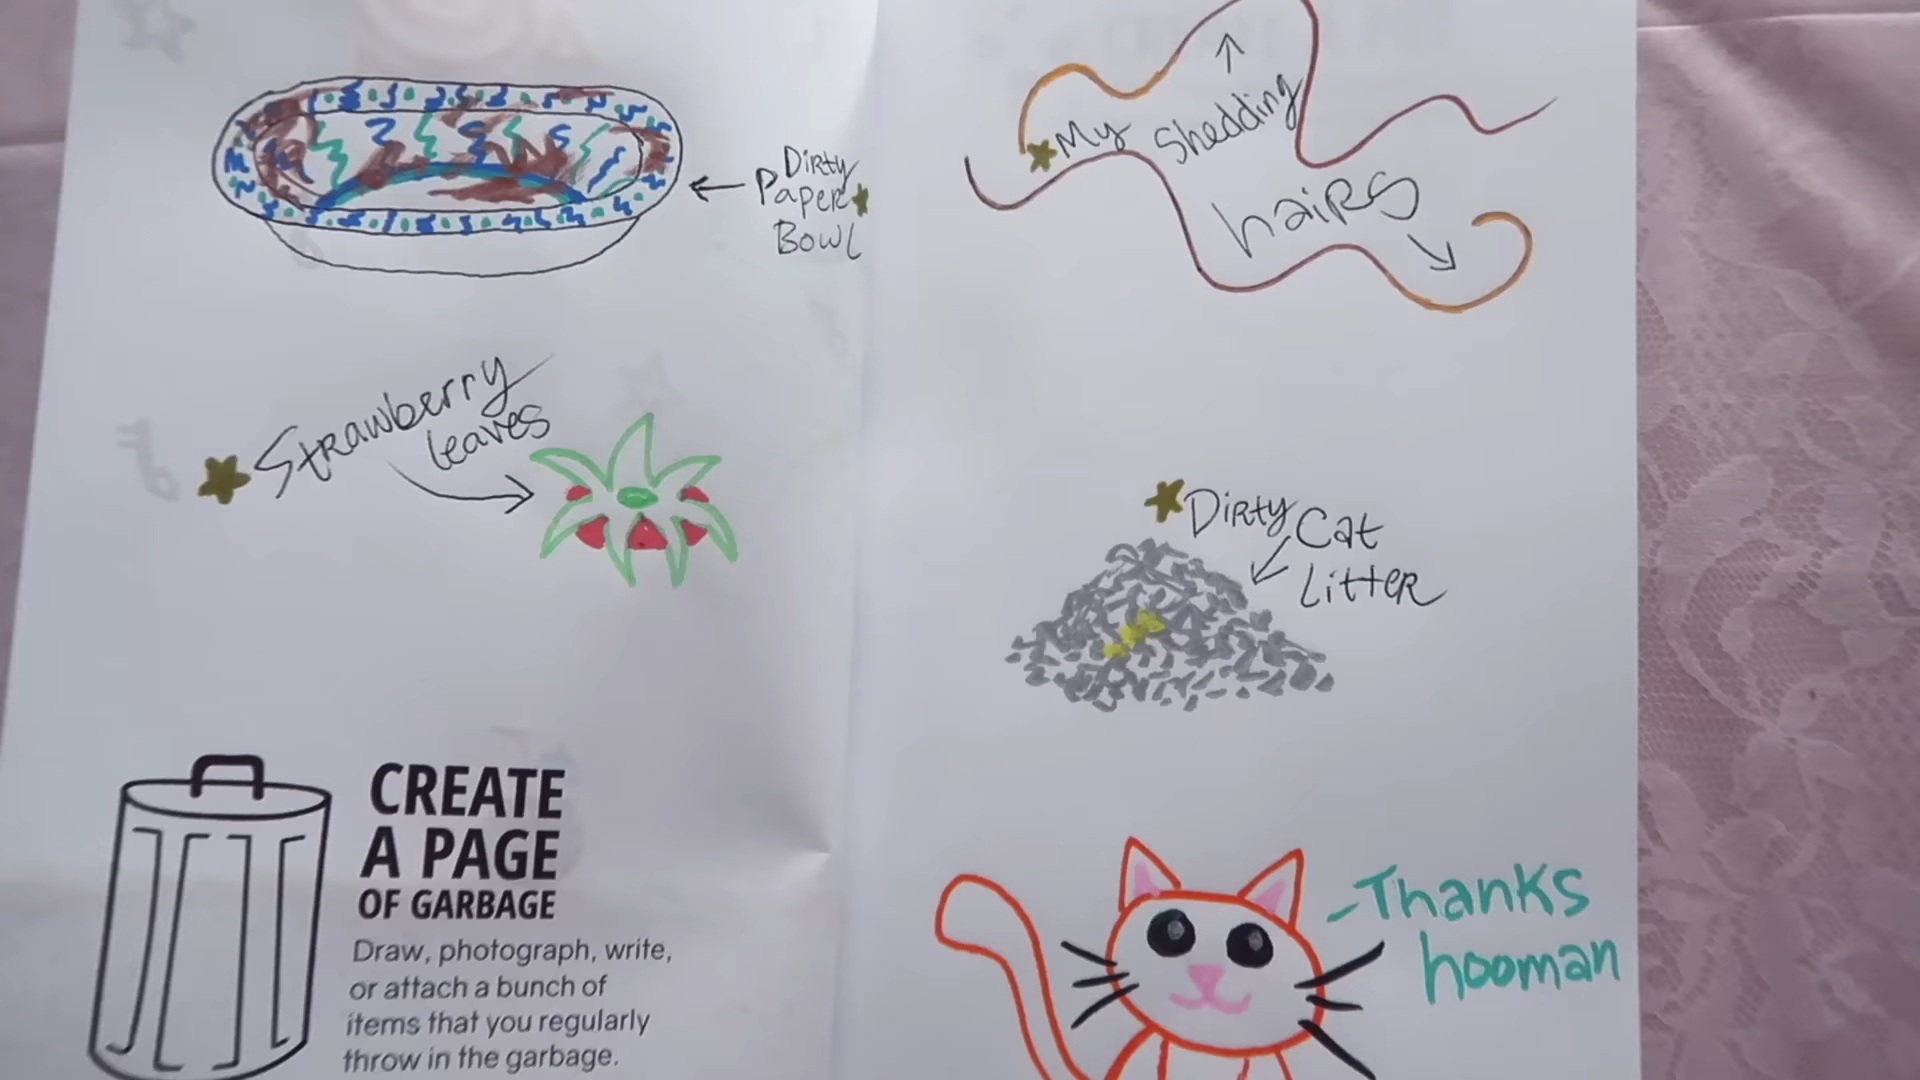 Dirty
Paper
Bowl
My shedding
hairs
Strawberry
leaves
Dirty Cat
Litter
CREATE
A PAGE
OF GARBAGE
Draw, photograph, write,
or attach a bunch of
items that you regularly
throw in the garbage.
-Thanks
hooman